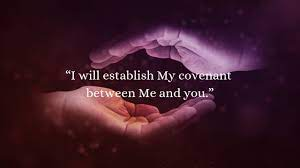 “I will establish My covenant
between Me and you.”